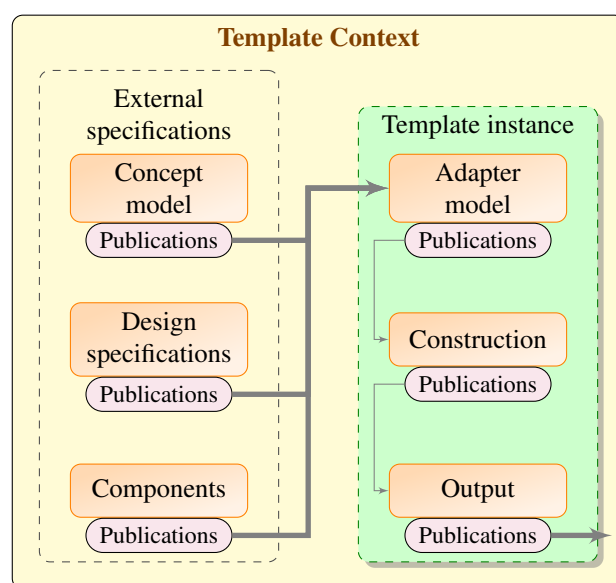 Template Context
External
specifications
Concept
model
Publications
Design
specifications
Publications
Components
Publications
Template instance
Adapter
model
Publications
Construction
Publications
Output
Publications